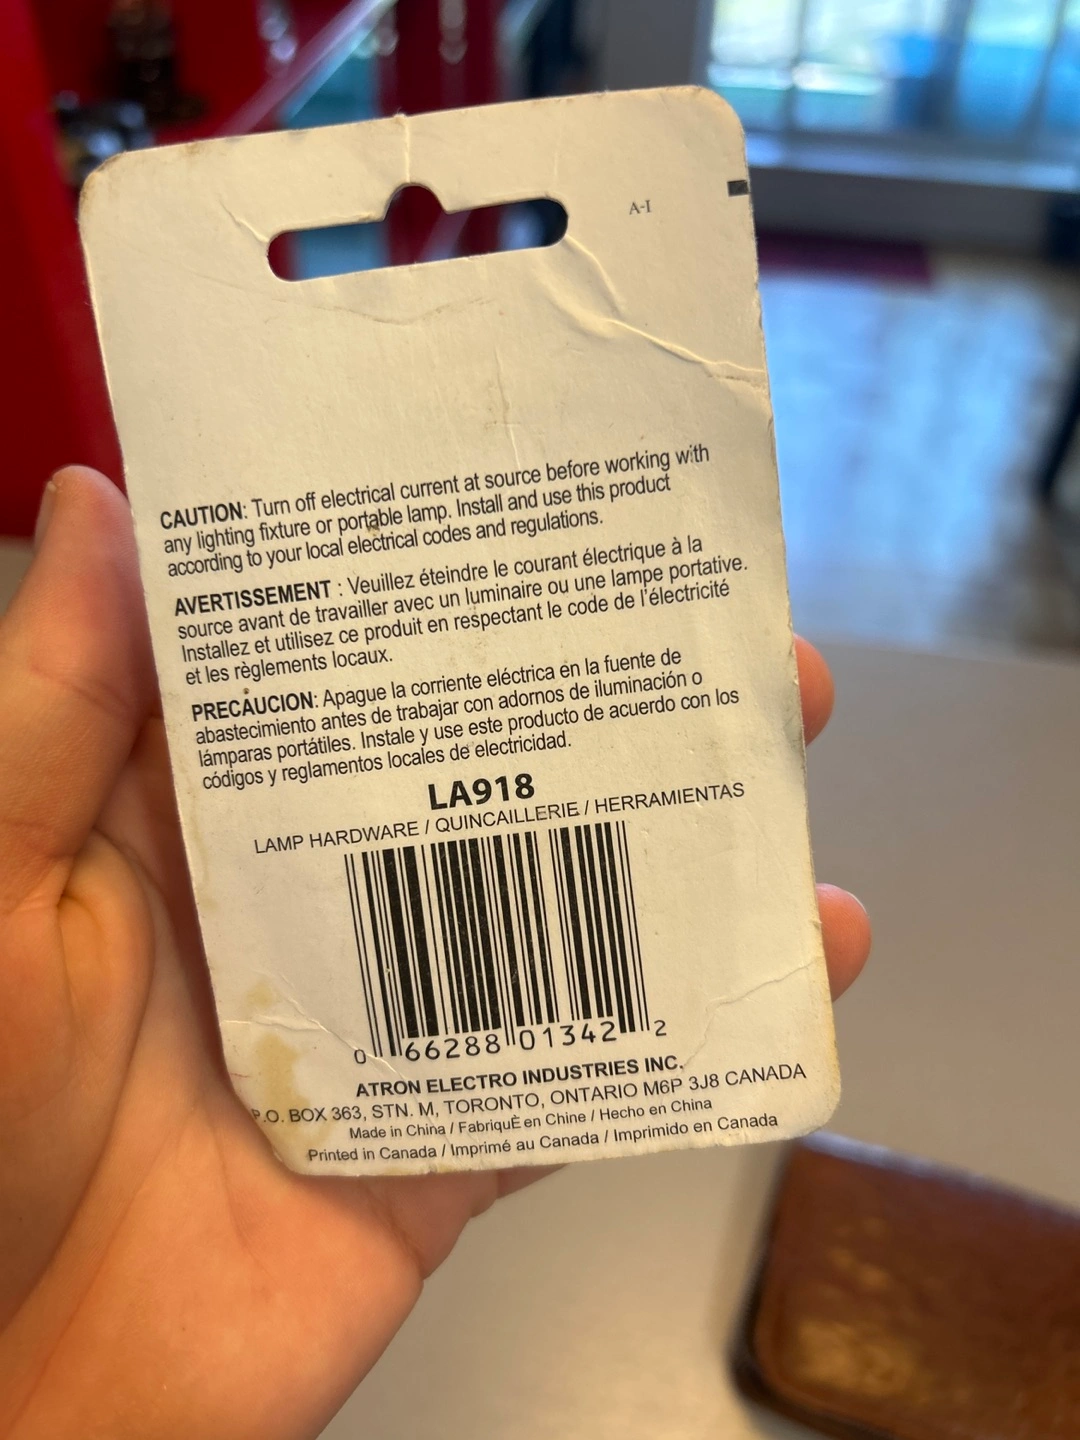 A-I
CAUTION: Turn off electrical current at source before working with
any lighting fixture or portable lamp. Install and use this product
according to your local electrical codes and regulations.
AVERTISSEMENT : Veuillez éteindre le courant électrique à la
source avant de travailler avec un luminaire ou une lampe portative.
Installez et utilisez ce produit en respectant le code de l'électricité
et les règlements locaux.
PRECAUCION: Apague la corriente eléctrica en la fuente de
abastecimiento antes de trabajar con adornos de iluminación o
lámparas portátiles. Instale y use este producto de acuerdo con los
códigos y reglamentos locales de electricidad.
LA918
LAMP HARDWARE / QUINCAILLERIE / HERRAMIENTAS
0 66288 01342 2
ATRON ELECTRO INDUSTRIES INC.
P.O. BOX 363, STN. M, TORONTO, ONTARIO M6P 3J8 CANADA
Made in China / FabriquÈ en Chine / Hecho en China
Printed in Canada / Imprimé au Canada / Imprimido en Canada